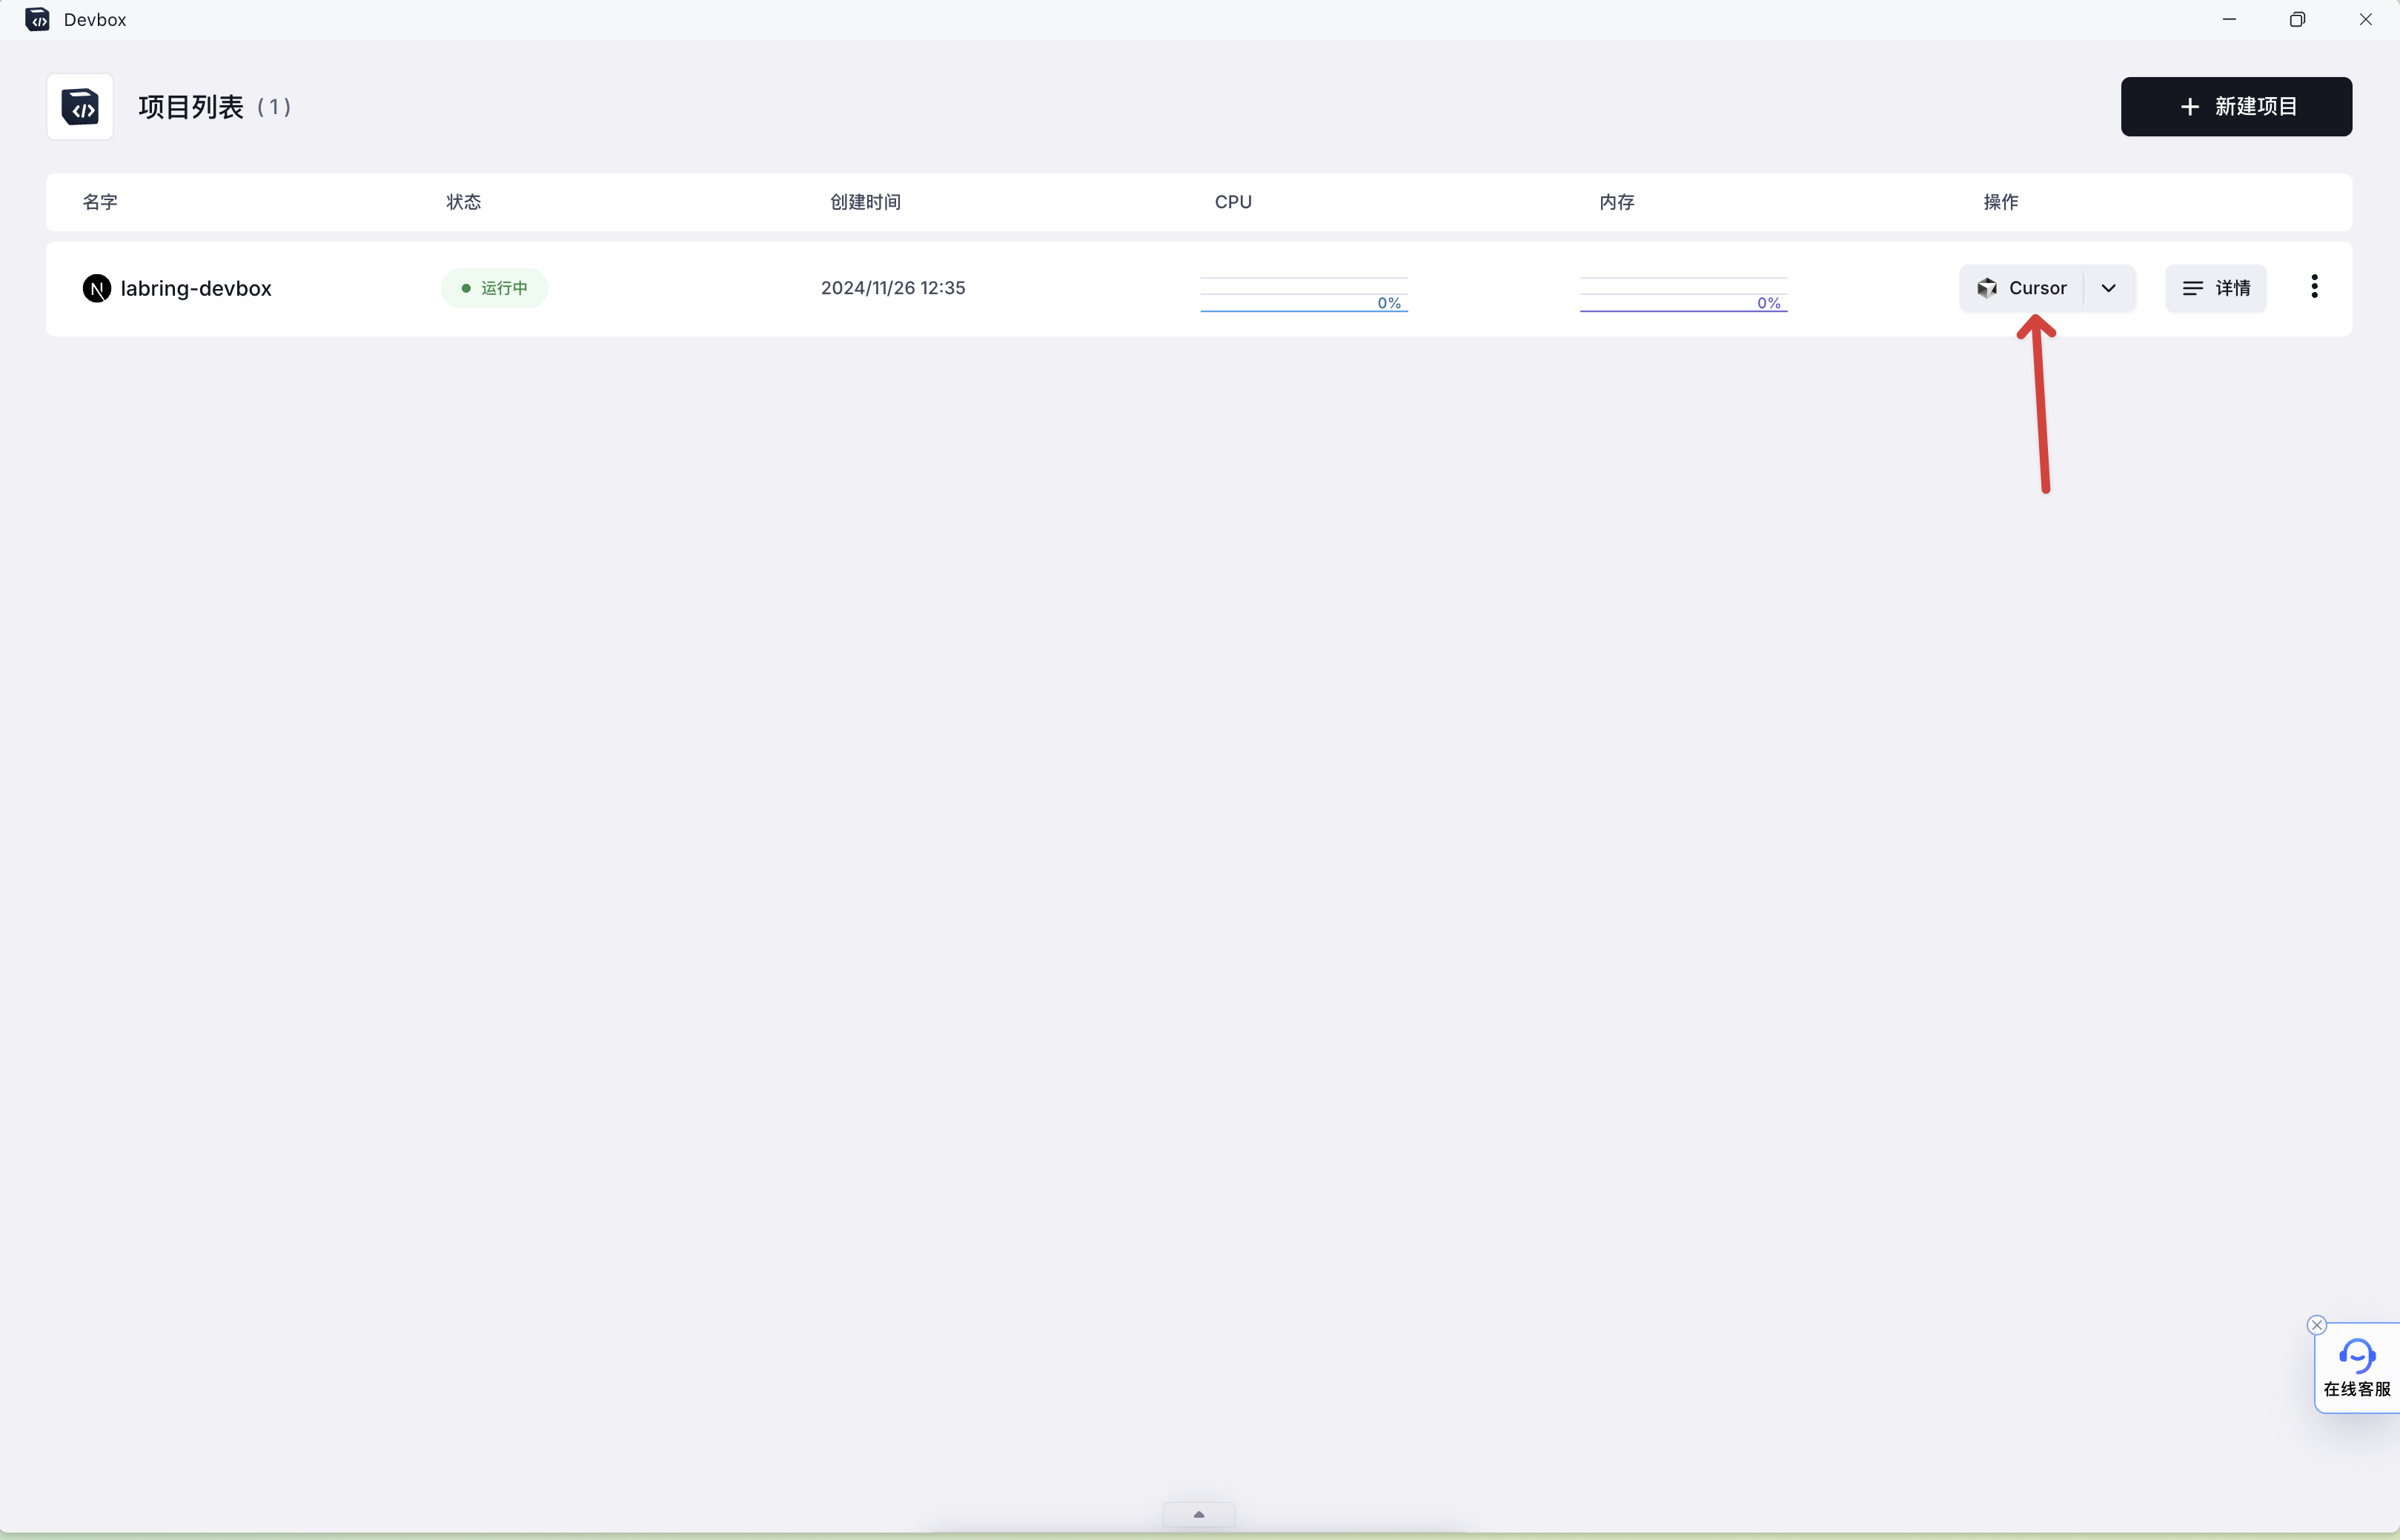 Devbox
项目列表 (1)
新建项目
名字 状态 创建时间 CPU 内存 操作
labring-devbox 运行中 2024/11/26 12:35 0% 0% Cursor 详情
在线客服